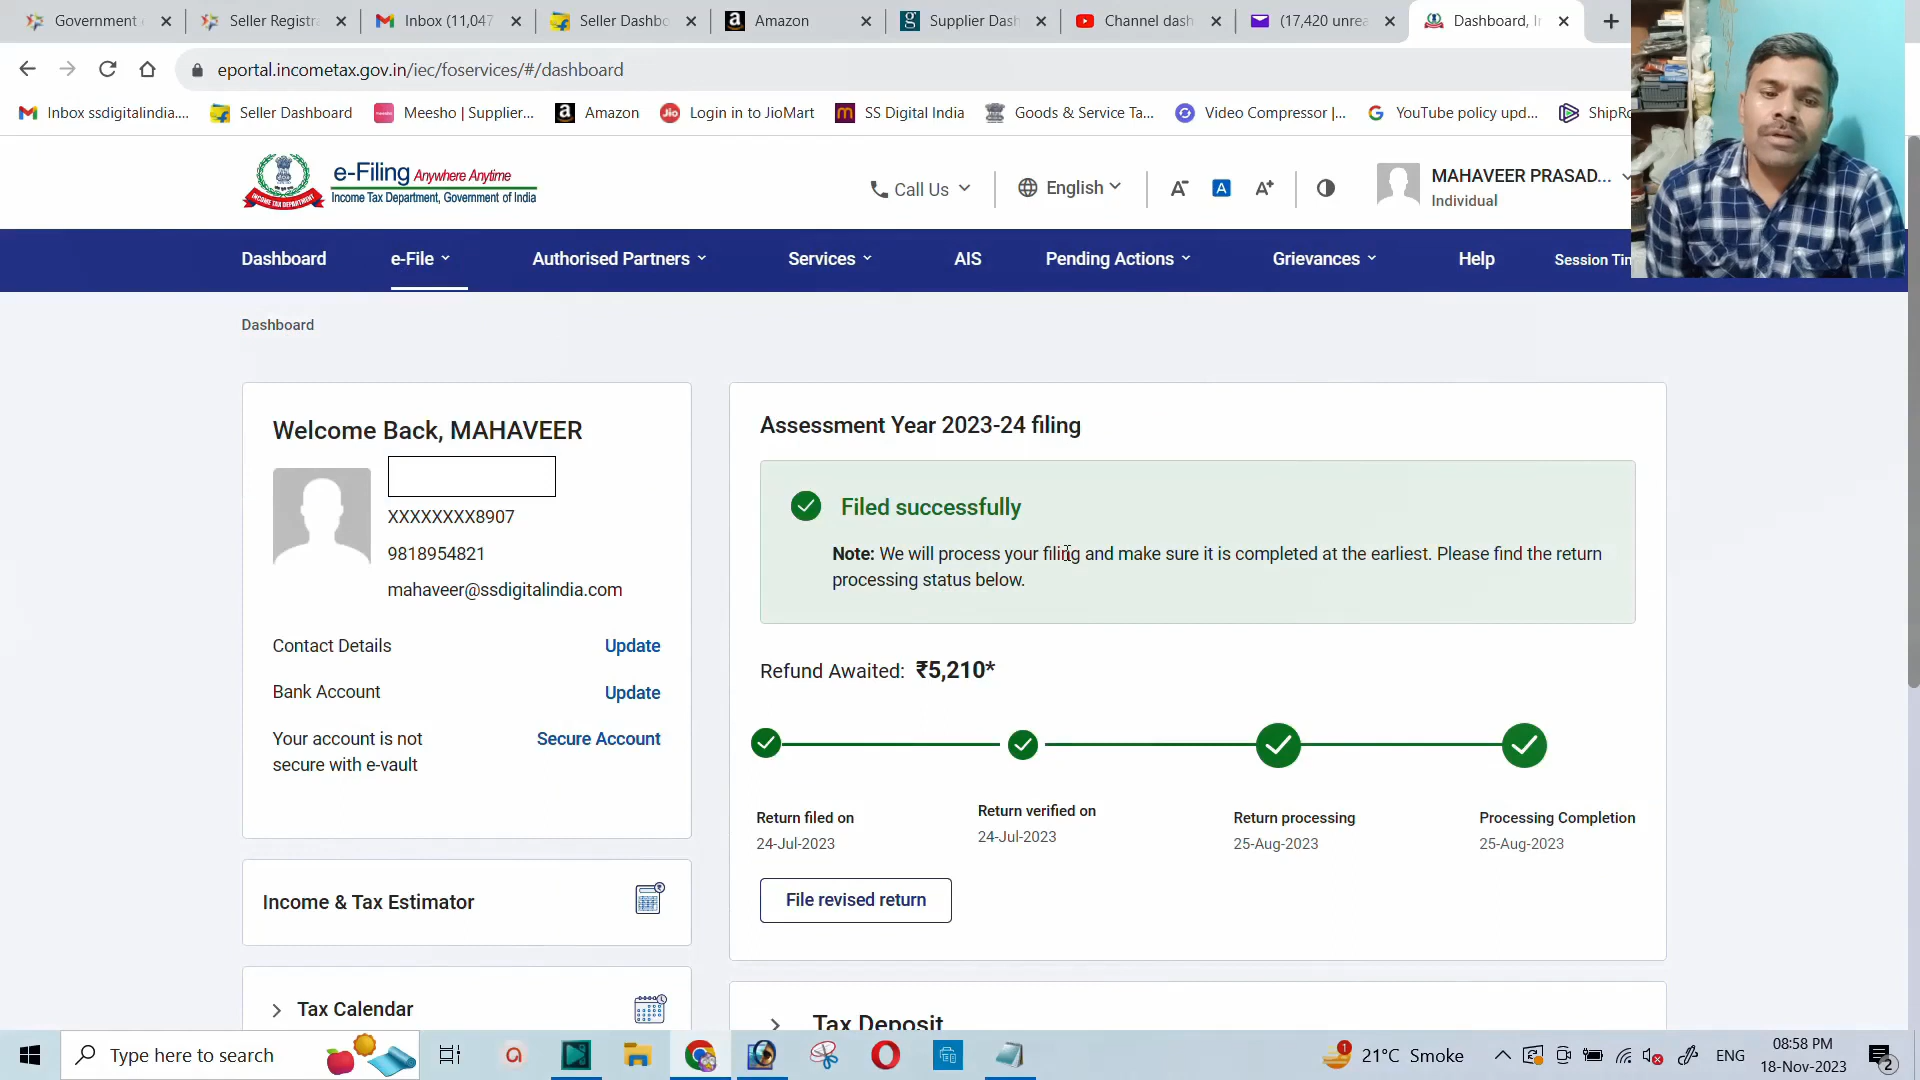 Government
Seller Registra
Inbox (11,047
Seller Dashbo
Amazon
Supplier Dash
Channel dash
(17,420 unrea
Dashboard, I
eportal.incometax.gov.in/iec/foservices/#/dashboard
Inbox ssdigitalindia....
Seller Dashboard
Meesho | Supplier...
Amazon
Login in to JioMart
SS Digital India
Goods & Service Ta...
Video Compressor |...
YouTube policy upd...
ShipRo
e-Filing Anywhere Anytime
Income Tax Department, Government of India
Call Us
English
A-
A
A+
MAHAVEER PRASAD...
Individual
Dashboard
e-File
Authorised Partners
Services
AIS
Pending Actions
Grievances
Help
Session Tim
Dashboard
Welcome Back, MAHAVEER
XXXXXXXX8907
9818954821
mahaveer@ssdigitalindia.com
Contact Details
Update
Bank Account
Update
Your account is not
secure with e-vault
Secure Account
Income & Tax Estimator
Tax Calendar
Assessment Year 2023-24 filing
Filed successfully
Note: We will process your filing and make sure it is completed at the earliest. Please find the return
processing status below.
Refund Awaited: ₹5,210*
Return filed on
24-Jul-2023
Return verified on
24-Jul-2023
Return processing
25-Aug-2023
Processing Completion
25-Aug-2023
File revised return
Tax Deposit
Type here to search
21°C Smoke
ENG
08:58 PM
18-Nov-2023
2